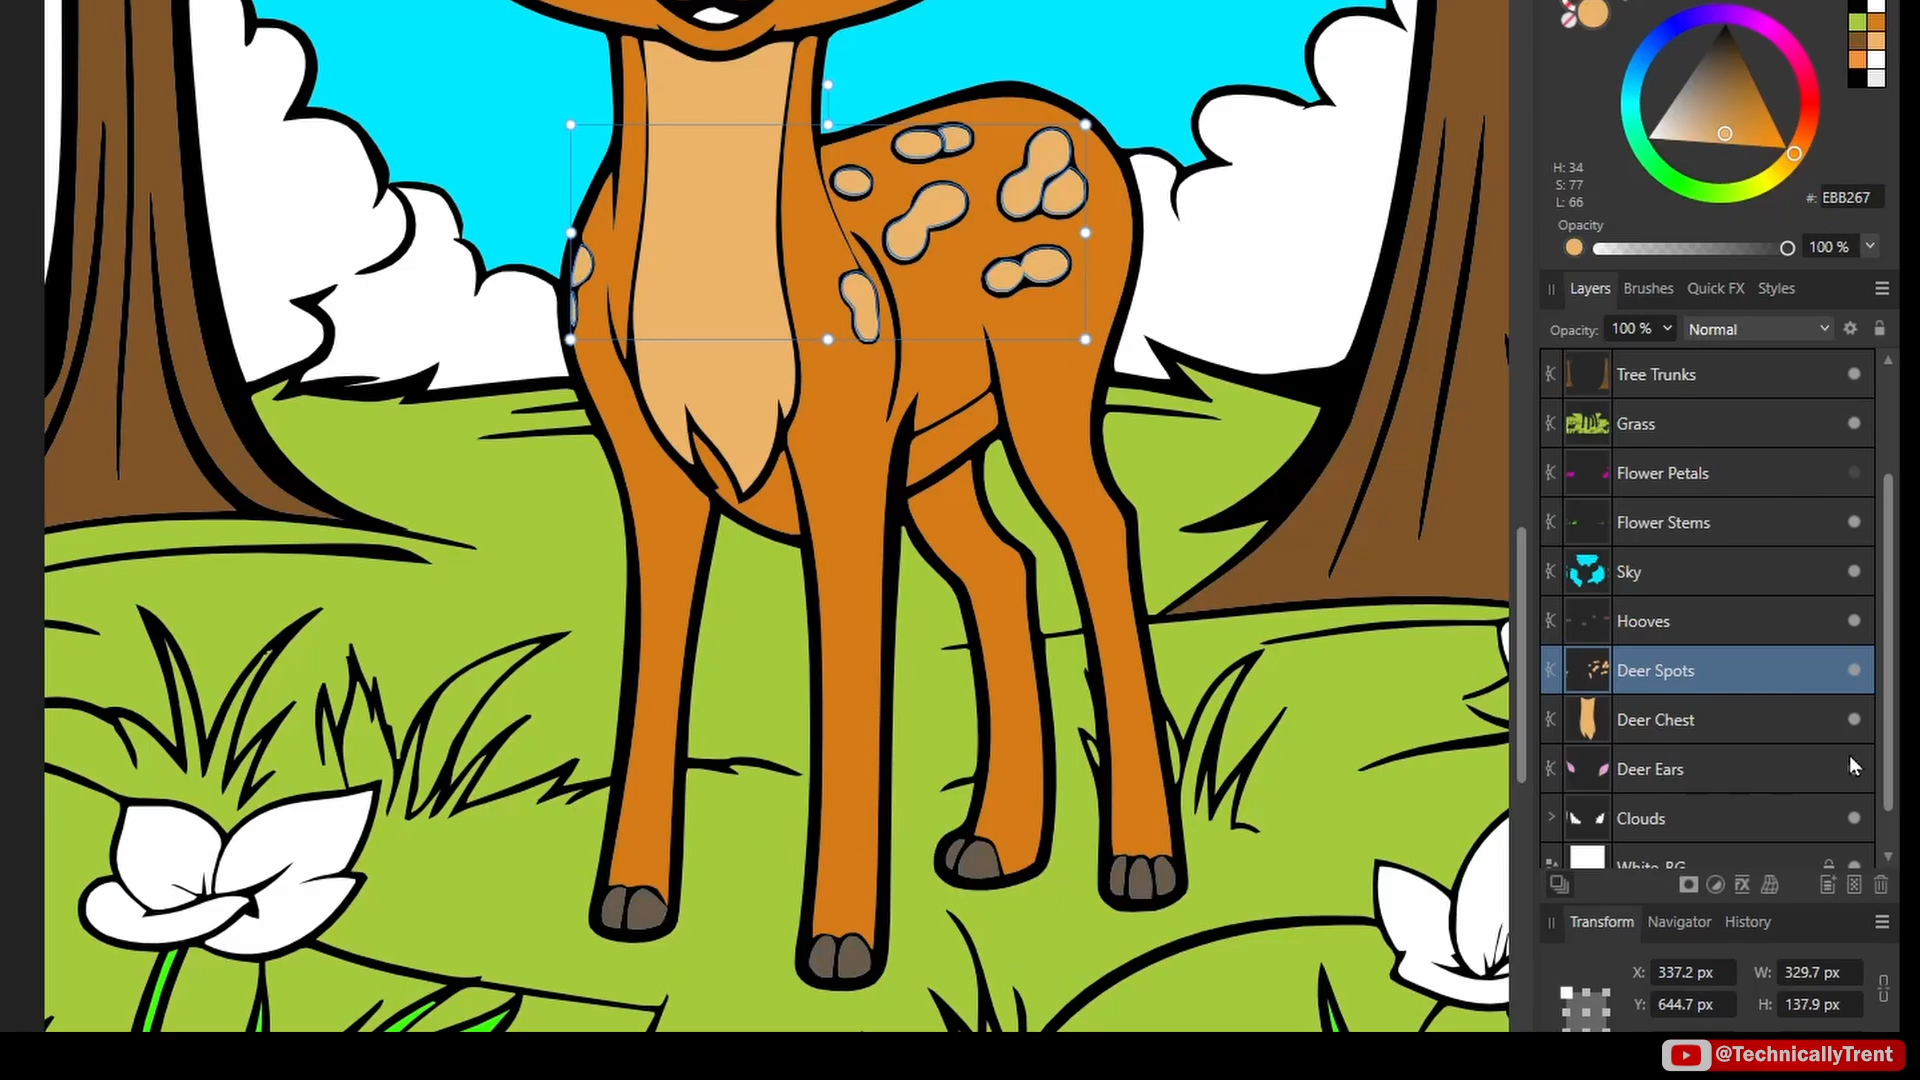 H: 34
S: 77
L: 66
#: EBB267
Opacity
100 %
Layers Brushes Quick FX Styles
Opacity: 100 % Normal
Tree Trunks
Grass
Flower Petals
Flower Stems
Sky
Hooves
Deer Spots
Deer Chest
Deer Ears
Clouds
White BG
Transform Navigator History
X: 337.2 px W: 329.7 px
Y: 644.7 px H: 137.9 px
@TechnicallyTrent